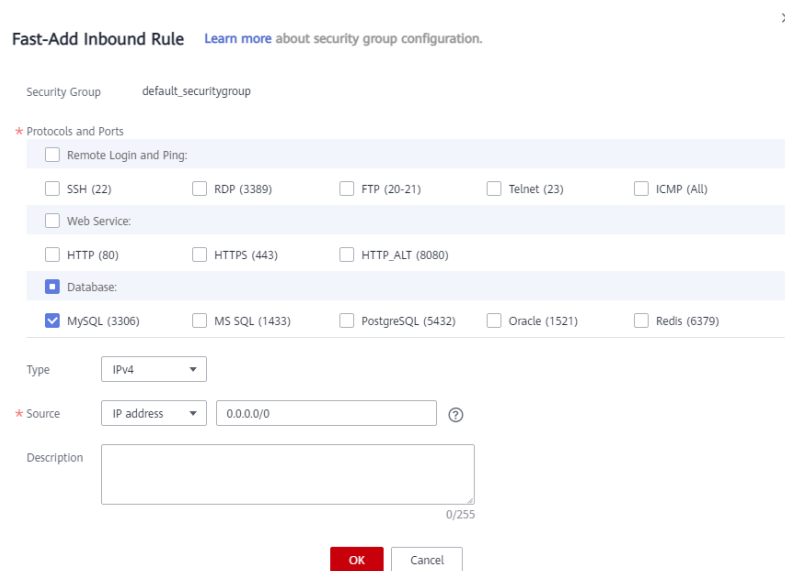 Fast-Add Inbound Rule Learn more about security group configuration.
Security Group default_securitygroup
* Protocols and Ports
Remote Login and Ping:
SSH (22) RDP (3389) FTP (20-21) Telnet (23) ICMP (All)
Web Service:
HTTP (80) HTTPS (443) HTTP_ALT (8080)
Database:
MySQL (3306) MS SQL (1433) PostgreSQL (5432) Oracle (1521) Redis (6379)
Type IPv4
* Source IP address 0.0.0.0/0 ?
Description
0/255
OK Cancel